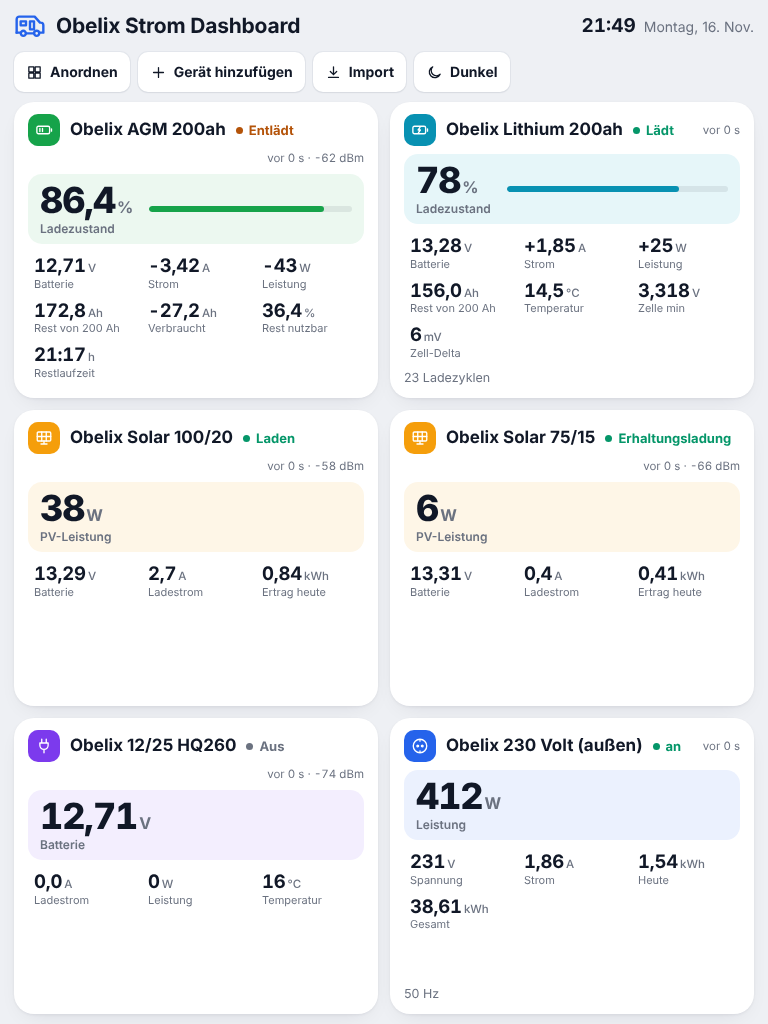 Obelix Strom Dashboard
21:49 Montag, 16. Nov.
Anordnen
Gerät hinzufügen
Import
Dunkel
Obelix AGM 200ah
Entlädt
vor 0 s · -62 dBm
86,4%
Ladezustand
12,71 V
Batterie
-3,42 A
Strom
-43 W
Leistung
172,8 Ah
Rest von 200 Ah
-27,2 Ah
Verbraucht
36,4 %
Rest nutzbar
21:17 h
Restlaufzeit
Obelix Lithium 200ah
Lädt
vor 0 s
78%
Ladezustand
13,28 V
Batterie
+1,85 A
Strom
+25 W
Leistung
156,0 Ah
Rest von 200 Ah
14,5 °C
Temperatur
3,318 V
Zelle min
6 mV
Zell-Delta
23 Ladezyklen
Obelix Solar 100/20
Laden
vor 0 s · -58 dBm
38W
PV-Leistung
13,29 V
Batterie
2,7 A
Ladestrom
0,84 kWh
Ertrag heute
Obelix Solar 75/15
Erhaltungsladung
vor 0 s · -66 dBm
6W
PV-Leistung
13,31 V
Batterie
0,4 A
Ladestrom
0,41 kWh
Ertrag heute
Obelix 12/25 HQ260
Aus
vor 0 s · -74 dBm
12,71 V
Batterie
0,0 A
Ladestrom
0 W
Leistung
16 °C
Temperatur
Obelix 230 Volt (außen)
an
vor 0 s
412 W
Leistung
231 V
Spannung
1,86 A
Strom
1,54 kWh
Heute
38,61 kWh
Gesamt
50 Hz